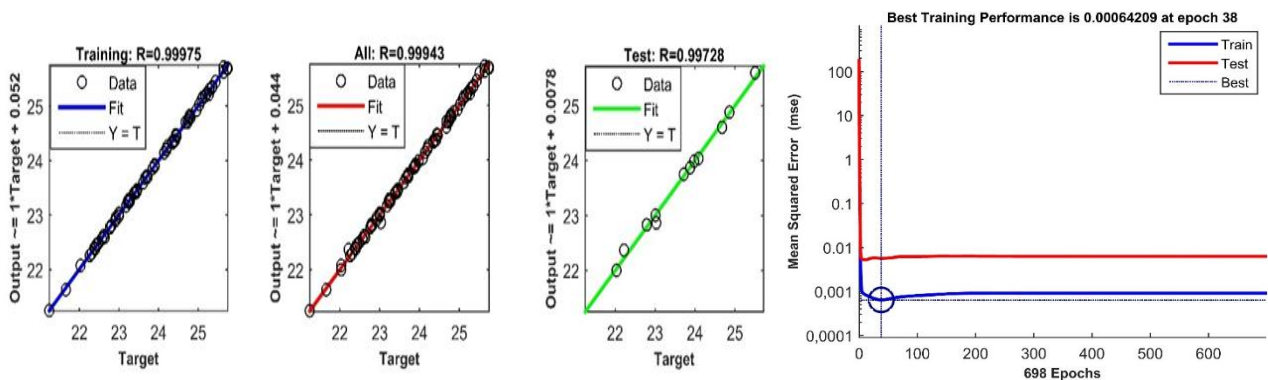 Training: R=0.99975
Data
Fit
Y = T
Output ~= 1*Target + 0.052
25
24
23
22
22 23 24 25
Target
All: R=0.99943
Data
Fit
Y = T
Output ~= 1*Target + 0.044
25
24
23
22
22 23 24 25
Target
Test: R=0.99728
Data
Fit
Y = T
Output ~= 1*Target + 0.0078
25
24
23
22
22 23 24 25
Target
Best Training Performance is 0.00064209 at epoch 38
Train
Test
Best
Mean Squared Error (mse)
100
10
1
0.1
0.01
0,001
0,0001
0 100 200 300 400 500 600
698 Epochs